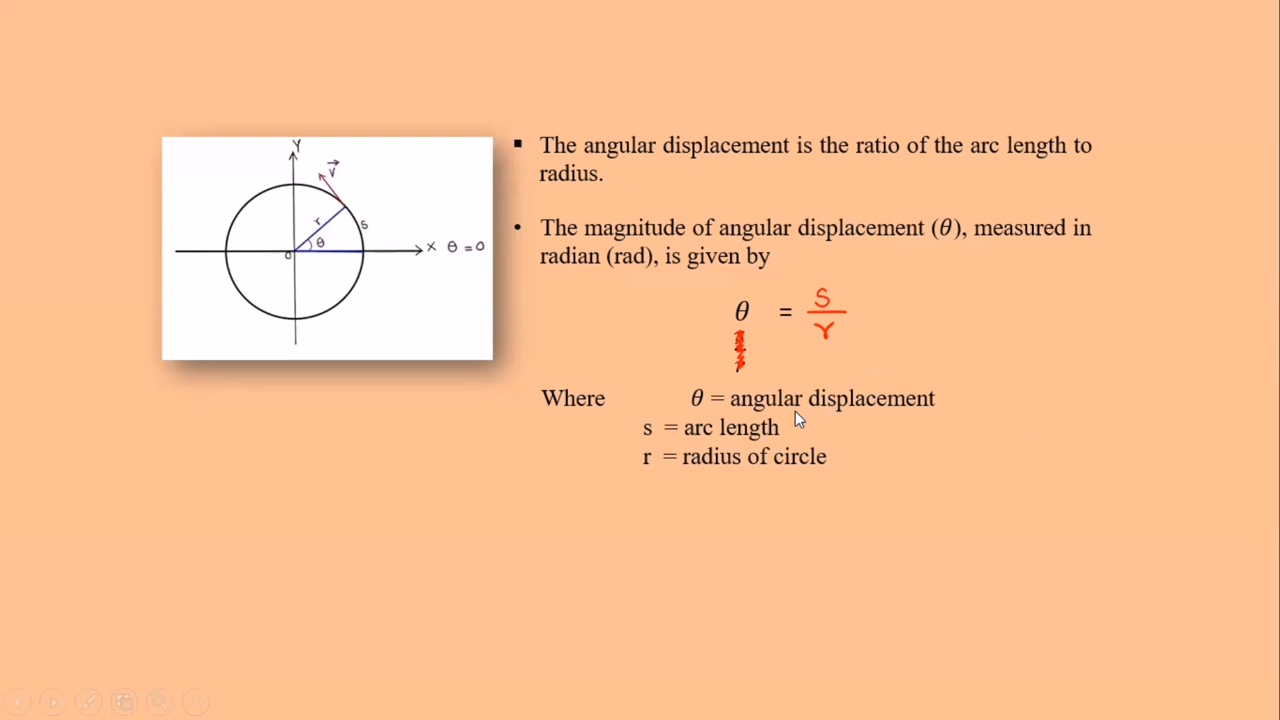 Y
V
r
s
θ
o
X θ = 0
▪ The angular displacement is the ratio of the arc length to
radius.
• The magnitude of angular displacement (θ), measured in
radian (rad), is given by
θ = s
r
Where θ = angular displacement
s = arc length
r = radius of circle